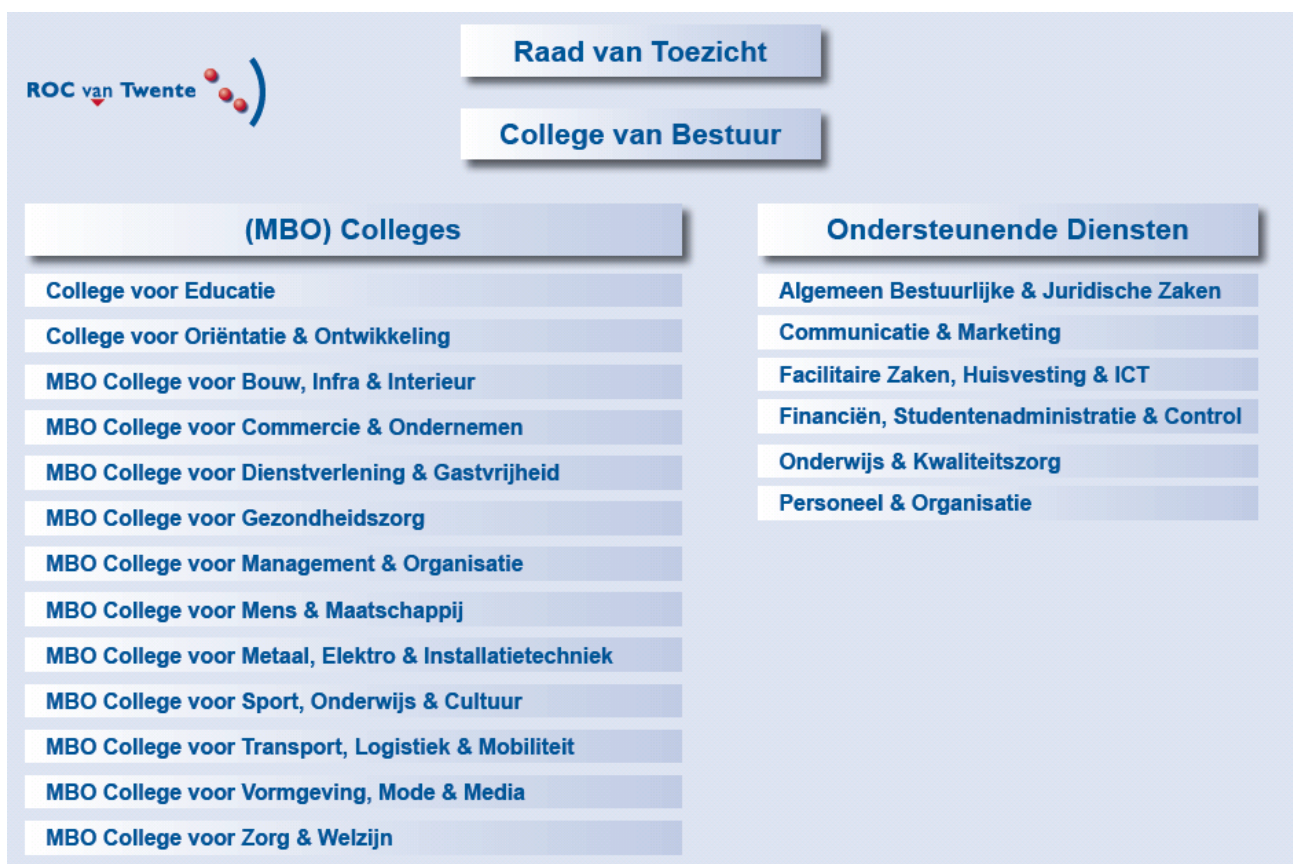 Raad van Toezicht
ROC van Twente
College van Bestuur
(MBO) Colleges
College voor Educatie
College voor Oriëntatie & Ontwikkeling
MBO College voor Bouw, Infra & Interieur
MBO College voor Commercie & Ondernemen
MBO College voor Dienstverlening & Gastvrijheid
MBO College voor Gezondheidszorg
MBO College voor Management & Organisatie
MBO College voor Mens & Maatschappij
MBO College voor Metaal, Elektro & Installatietechniek
MBO College voor Sport, Onderwijs & Cultuur
MBO College voor Transport, Logistiek & Mobiliteit
MBO College voor Vormgeving, Mode & Media
MBO College voor Zorg & Welzijn
Ondersteunende Diensten
Algemeen Bestuurlijke & Juridische Zaken
Communicatie & Marketing
Facilitaire Zaken, Huisvesting & ICT
Financiën, Studentenadministratie & Control
Onderwijs & Kwaliteitszorg
Personeel & Organisatie